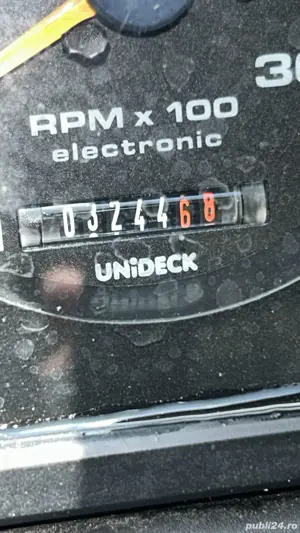 30
RPM x 100
electronic
0324468
UNiDECK
publi24.ro